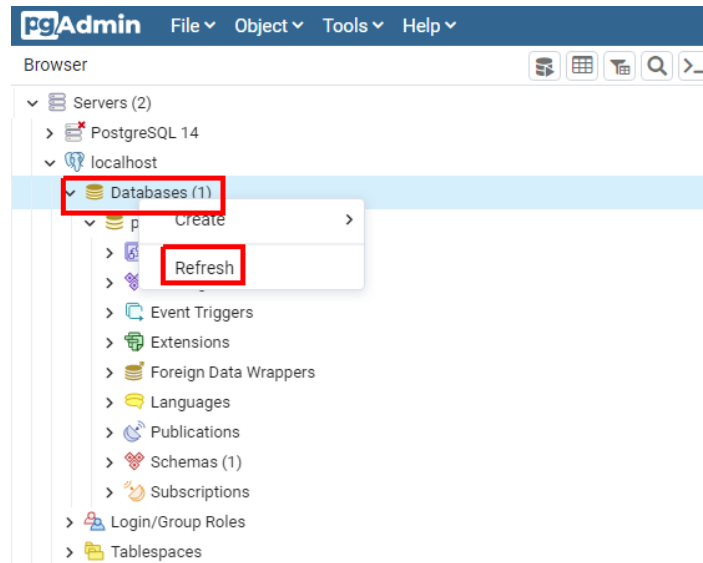 pgAdmin File Object Tools Help
Browser
Servers (2)
PostgreSQL 14
localhost
Databases (1)
Create
Refresh
Event Triggers
Extensions
Foreign Data Wrappers
Languages
Publications
Schemas (1)
Subscriptions
Login/Group Roles
Tablespaces